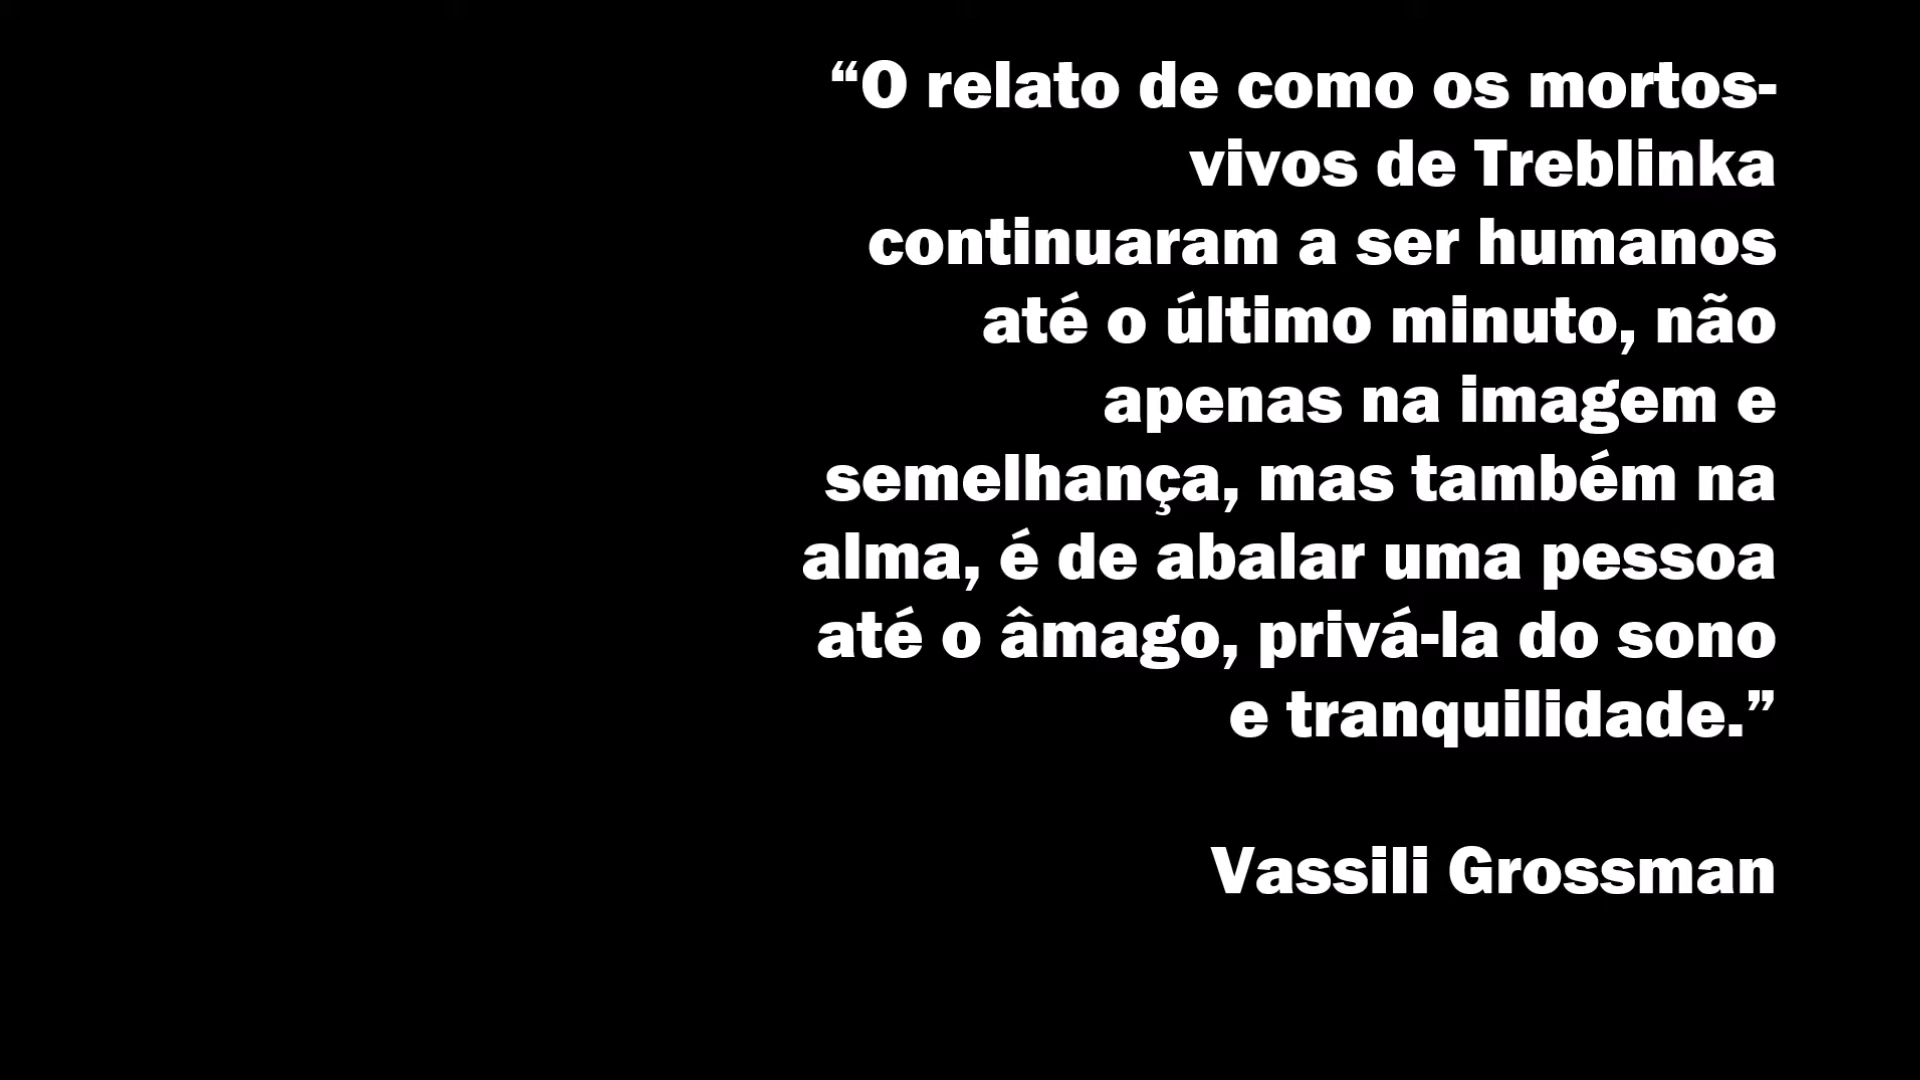 “O relato de como os mortos-
vivos de Treblinka
continuaram a ser humanos
até o último minuto, não
apenas na imagem e
semelhança, mas também na
alma, é de abalar uma pessoa
até o âmago, privá-la do sono
e tranquilidade.”
Vassili Grossman